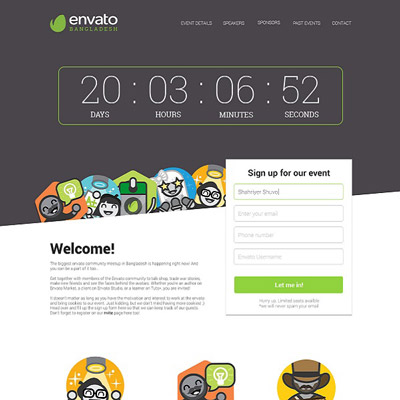 envato
BANGLADESH
EVENT DETAILS
SPEAKERS
SPONSORS
PAST EVENTS
CONTACT
20 : 03 : 06 : 52
DAYS
HOURS
MINUTES
SECONDS
Sign up for our event
Shahriyer Shuvo
Enter your email
Phone number
Envato Username
Let me in!
Hurry up. Limited seats availble
We will never spam your email
Welcome!
The biggest envato community meetup in Bangladesh is happening right now! And
you can be a part of it too.
Get together with members of the Envato community to talk shop, trade war stories,
make new friends and see the faces behind the avatars. Whether you're an author on
Envato Market, a client on Envato Studio, or a learner on Tuts+, you are invited!
It doesn't matter as long as you have the motivation and interest to work at life smartly
and bring cookies to our event. Just kidding, but we don't mind having more cookies! :)
Head over and fill up the sign up form here so that we can keep track of our guests.
Don't forget to register on our
page here too.